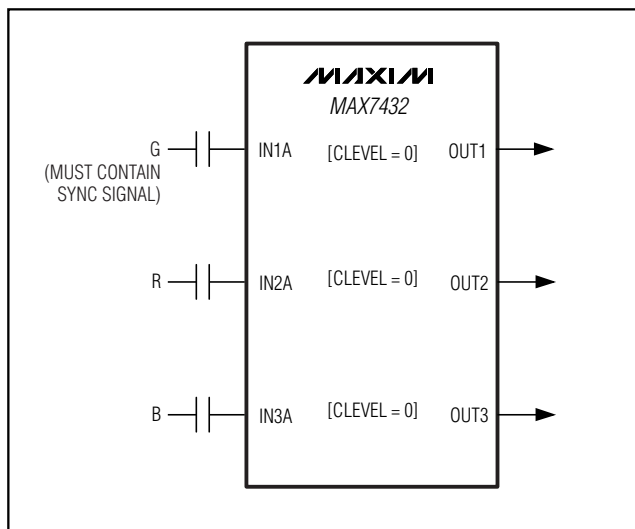 MAXIM
MAX7432
G
(MUST CONTAIN
SYNC SIGNAL)
IN1A [CLEVEL = 0] OUT1
R IN2A [CLEVEL = 0] OUT2
B IN3A [CLEVEL = 0] OUT3